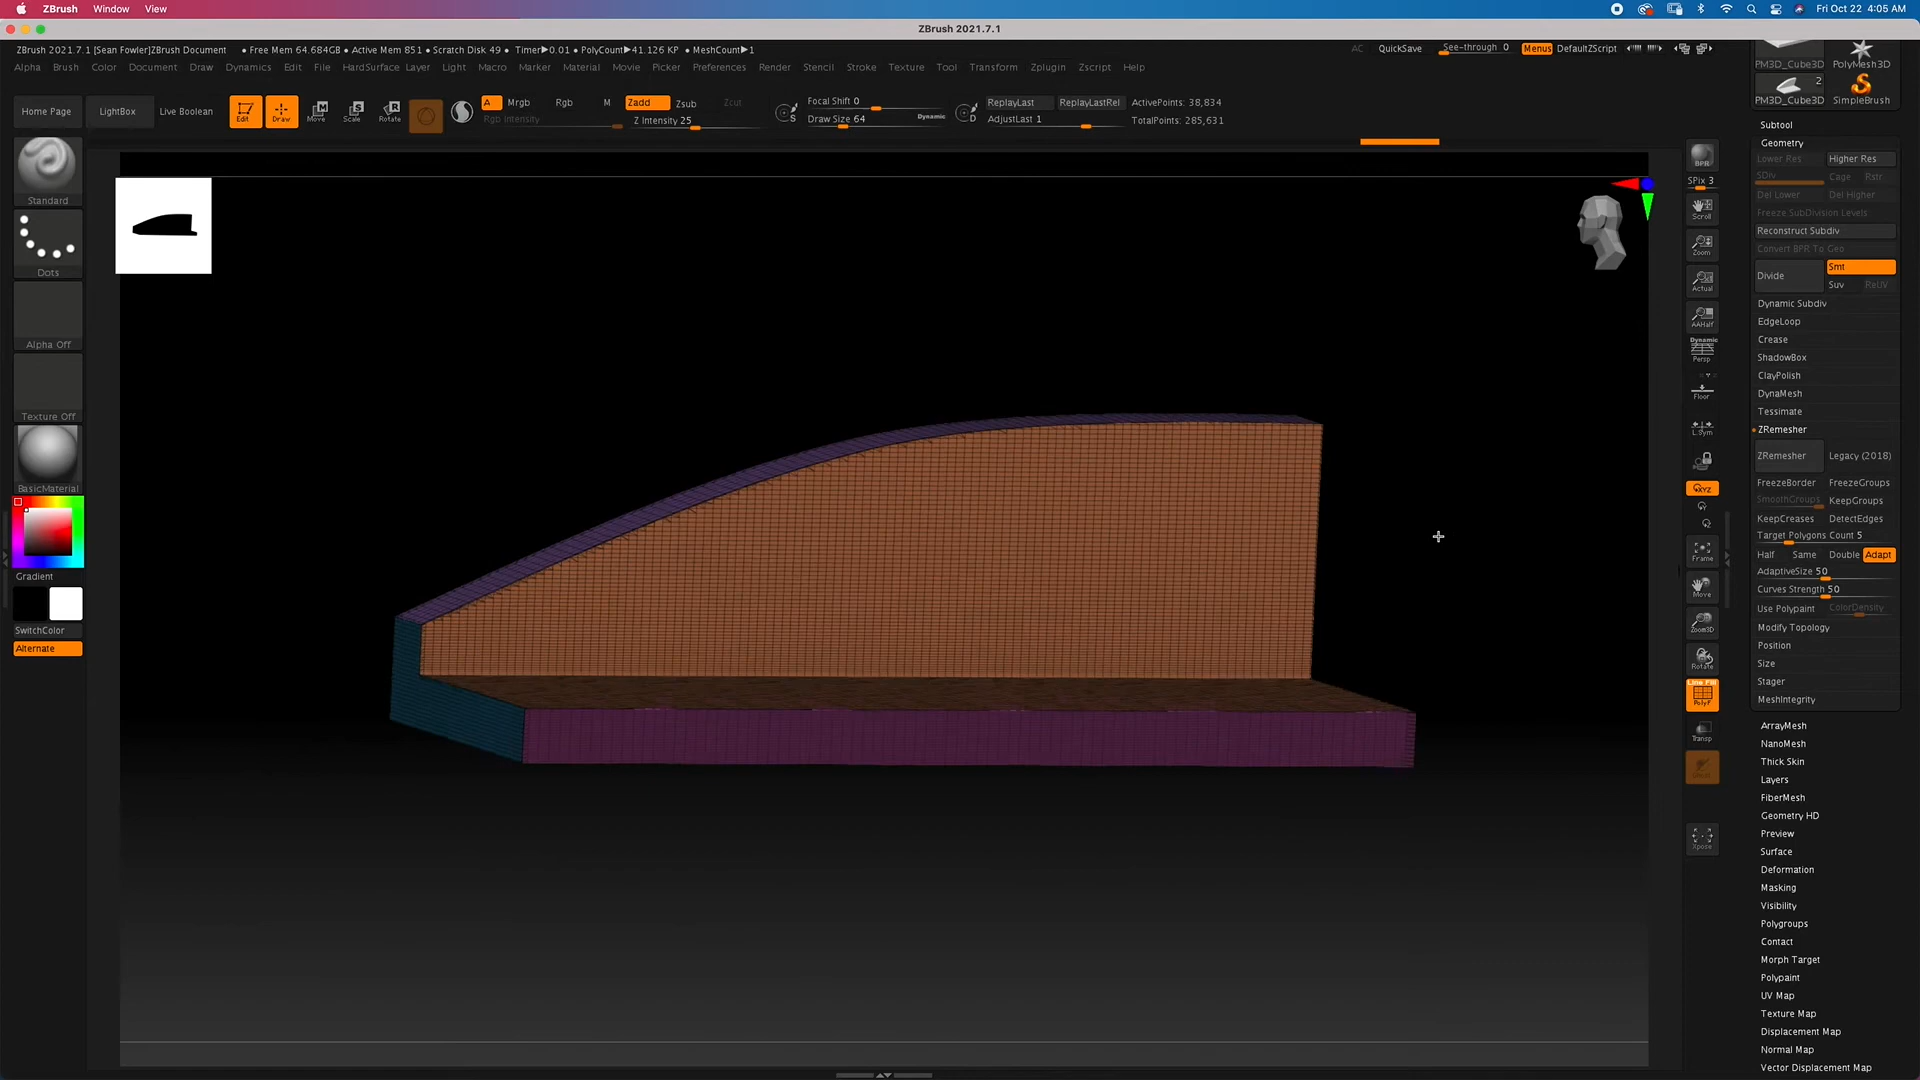 ZBrush Window View Fri Oct 22 4:05 AM
ZBrush 2021.7.1
ZBrush 2021.7.1 [Sean Fowler]ZBrush Document • Free Mem 64.684GB • Active Mem 851 • Scratch Disk 49 • Timer▶0.01 • PolyCount▶41.126 KP • MeshCount▶1 AC QuickSave See-through 0 Menus DefaultZScript
Alpha Brush Color Document Draw Dynamics Edit File HardSurface Layer Light Macro Marker Material Movie Picker Preferences Render Stencil Stroke Texture Tool Transform Zplugin Zscript Help
PM3D_Cube3D PolyMesh3D
2
PM3D_Cube3D SimpleBrush
Home Page LightBox Live Boolean Edit Draw Move Scale Rotate
A Mrgb Rgb M Zadd Zsub Zcut
Rgb Intensity Z Intensity 25
S Focal Shift 0
Draw Size 64 Dynamic
D ReplayLast ReplayLastRel ActivePoints: 38,834
AdjustLast 1 TotalPoints: 285,631
Standard
Dots
Alpha Off
Texture Off
BasicMaterial
Gradient
SwitchColor
Alternate
BPR
SPix 3
Scroll
Zoom
Actual
AAHalf
Dynamic
Persp
Floor
L.Sym
XYZ
Frame
Move
Zoom3D
Rotate
Line Fill
PolyF
Transp
Xpose
Subtool
Geometry
Lower Res Higher Res
SDiv Cage Rstr
Del Lower Del Higher
Freeze SubDivision Levels
Reconstruct Subdiv
Convert BPR To Geo
Divide Smt
Suv ReUV
Dynamic Subdiv
EdgeLoop
Crease
ShadowBox
ClayPolish
DynaMesh
Tessimate
ZRemesher
ZRemesher Legacy (2018)
FreezeBorder FreezeGroups
SmoothGroups KeepGroups
KeepCreases DetectEdges
Target Polygons Count 5
Half Same Double Adapt
AdaptiveSize 50
Curves Strength 50
Use Polypaint ColorDensity
Modify Topology
Position
Size
Stager
MeshIntegrity
ArrayMesh
NanoMesh
Thick Skin
Layers
FiberMesh
Geometry HD
Preview
Surface
Deformation
Masking
Visibility
Polygroups
Contact
Morph Target
Polypaint
UV Map
Texture Map
Displacement Map
Normal Map
Vector Displacement Map